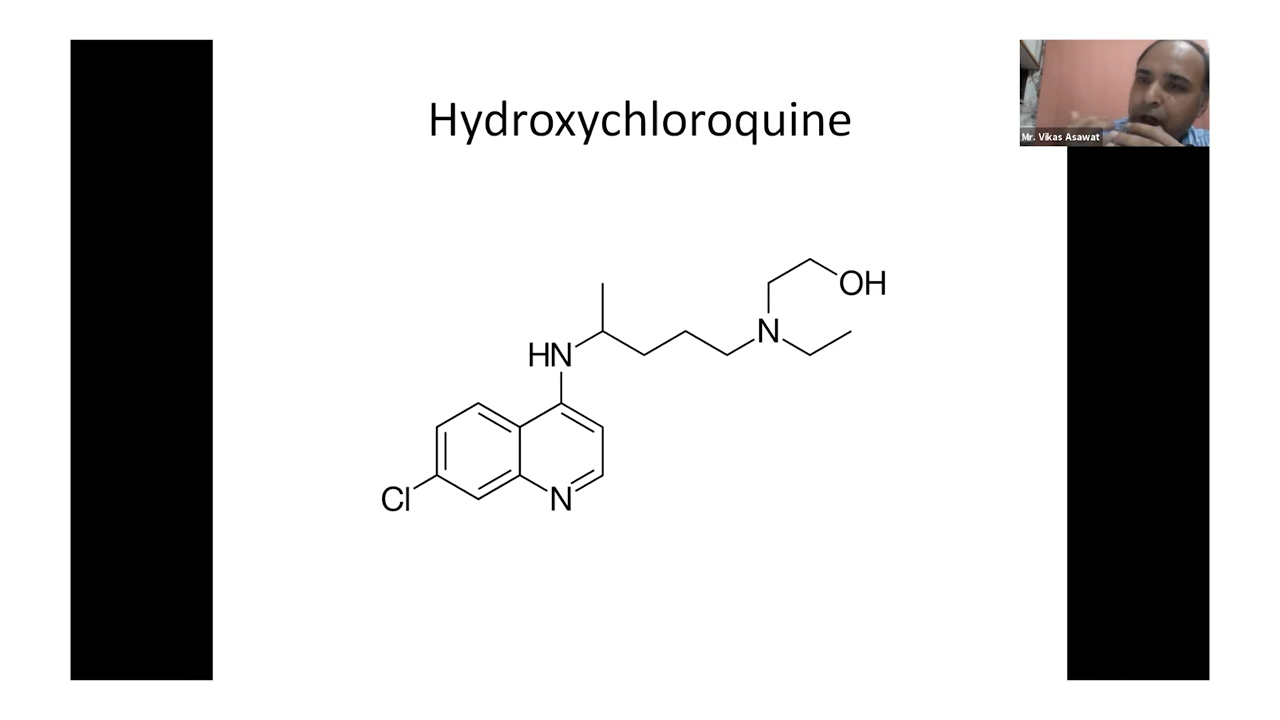 Hydroxychloroquine
Mr. Vikas Asawat
OH
N
HN
Cl
N